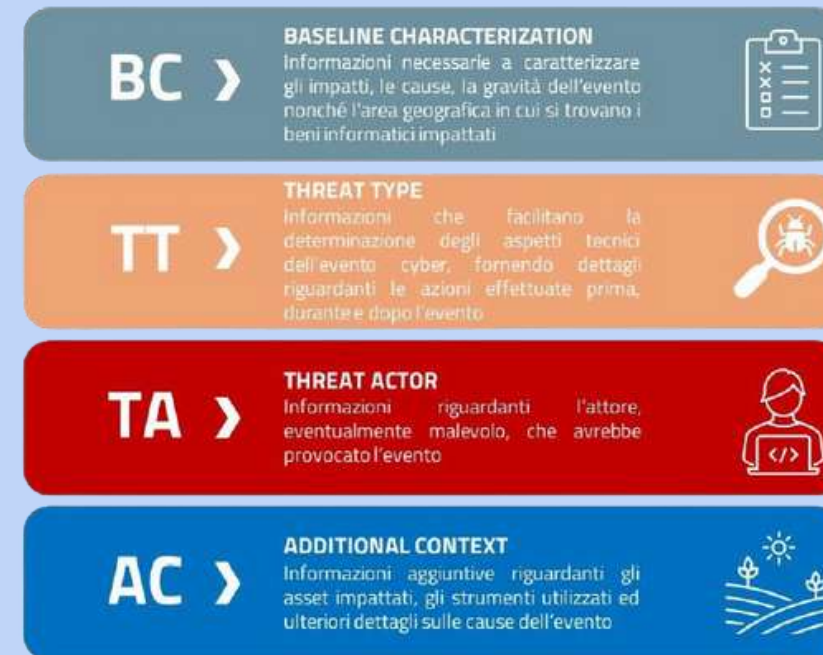 BC ❯
BASELINE CHARACTERIZATION
Informazioni necessarie a caratterizzare
gli impatti, le cause, la gravità dell'evento
nonché l'area geografica in cui si trovano i
beni informatici impattati
TT ❯
THREAT TYPE
Informazioni che facilitano la
determinazione degli aspetti tecnici
dell'evento cyber, fornendo dettagli
riguardanti le azioni effettuate prima,
durante e dopo l'evento
TA ❯
THREAT ACTOR
Informazioni riguardanti l'attore,
eventualmente malevolo, che avrebbe
provocato l'evento
</>
AC ❯
ADDITIONAL CONTEXT
Informazioni aggiuntive riguardanti gli
asset impattati, gli strumenti utilizzati ed
ulteriori dettagli sulle cause dell'evento